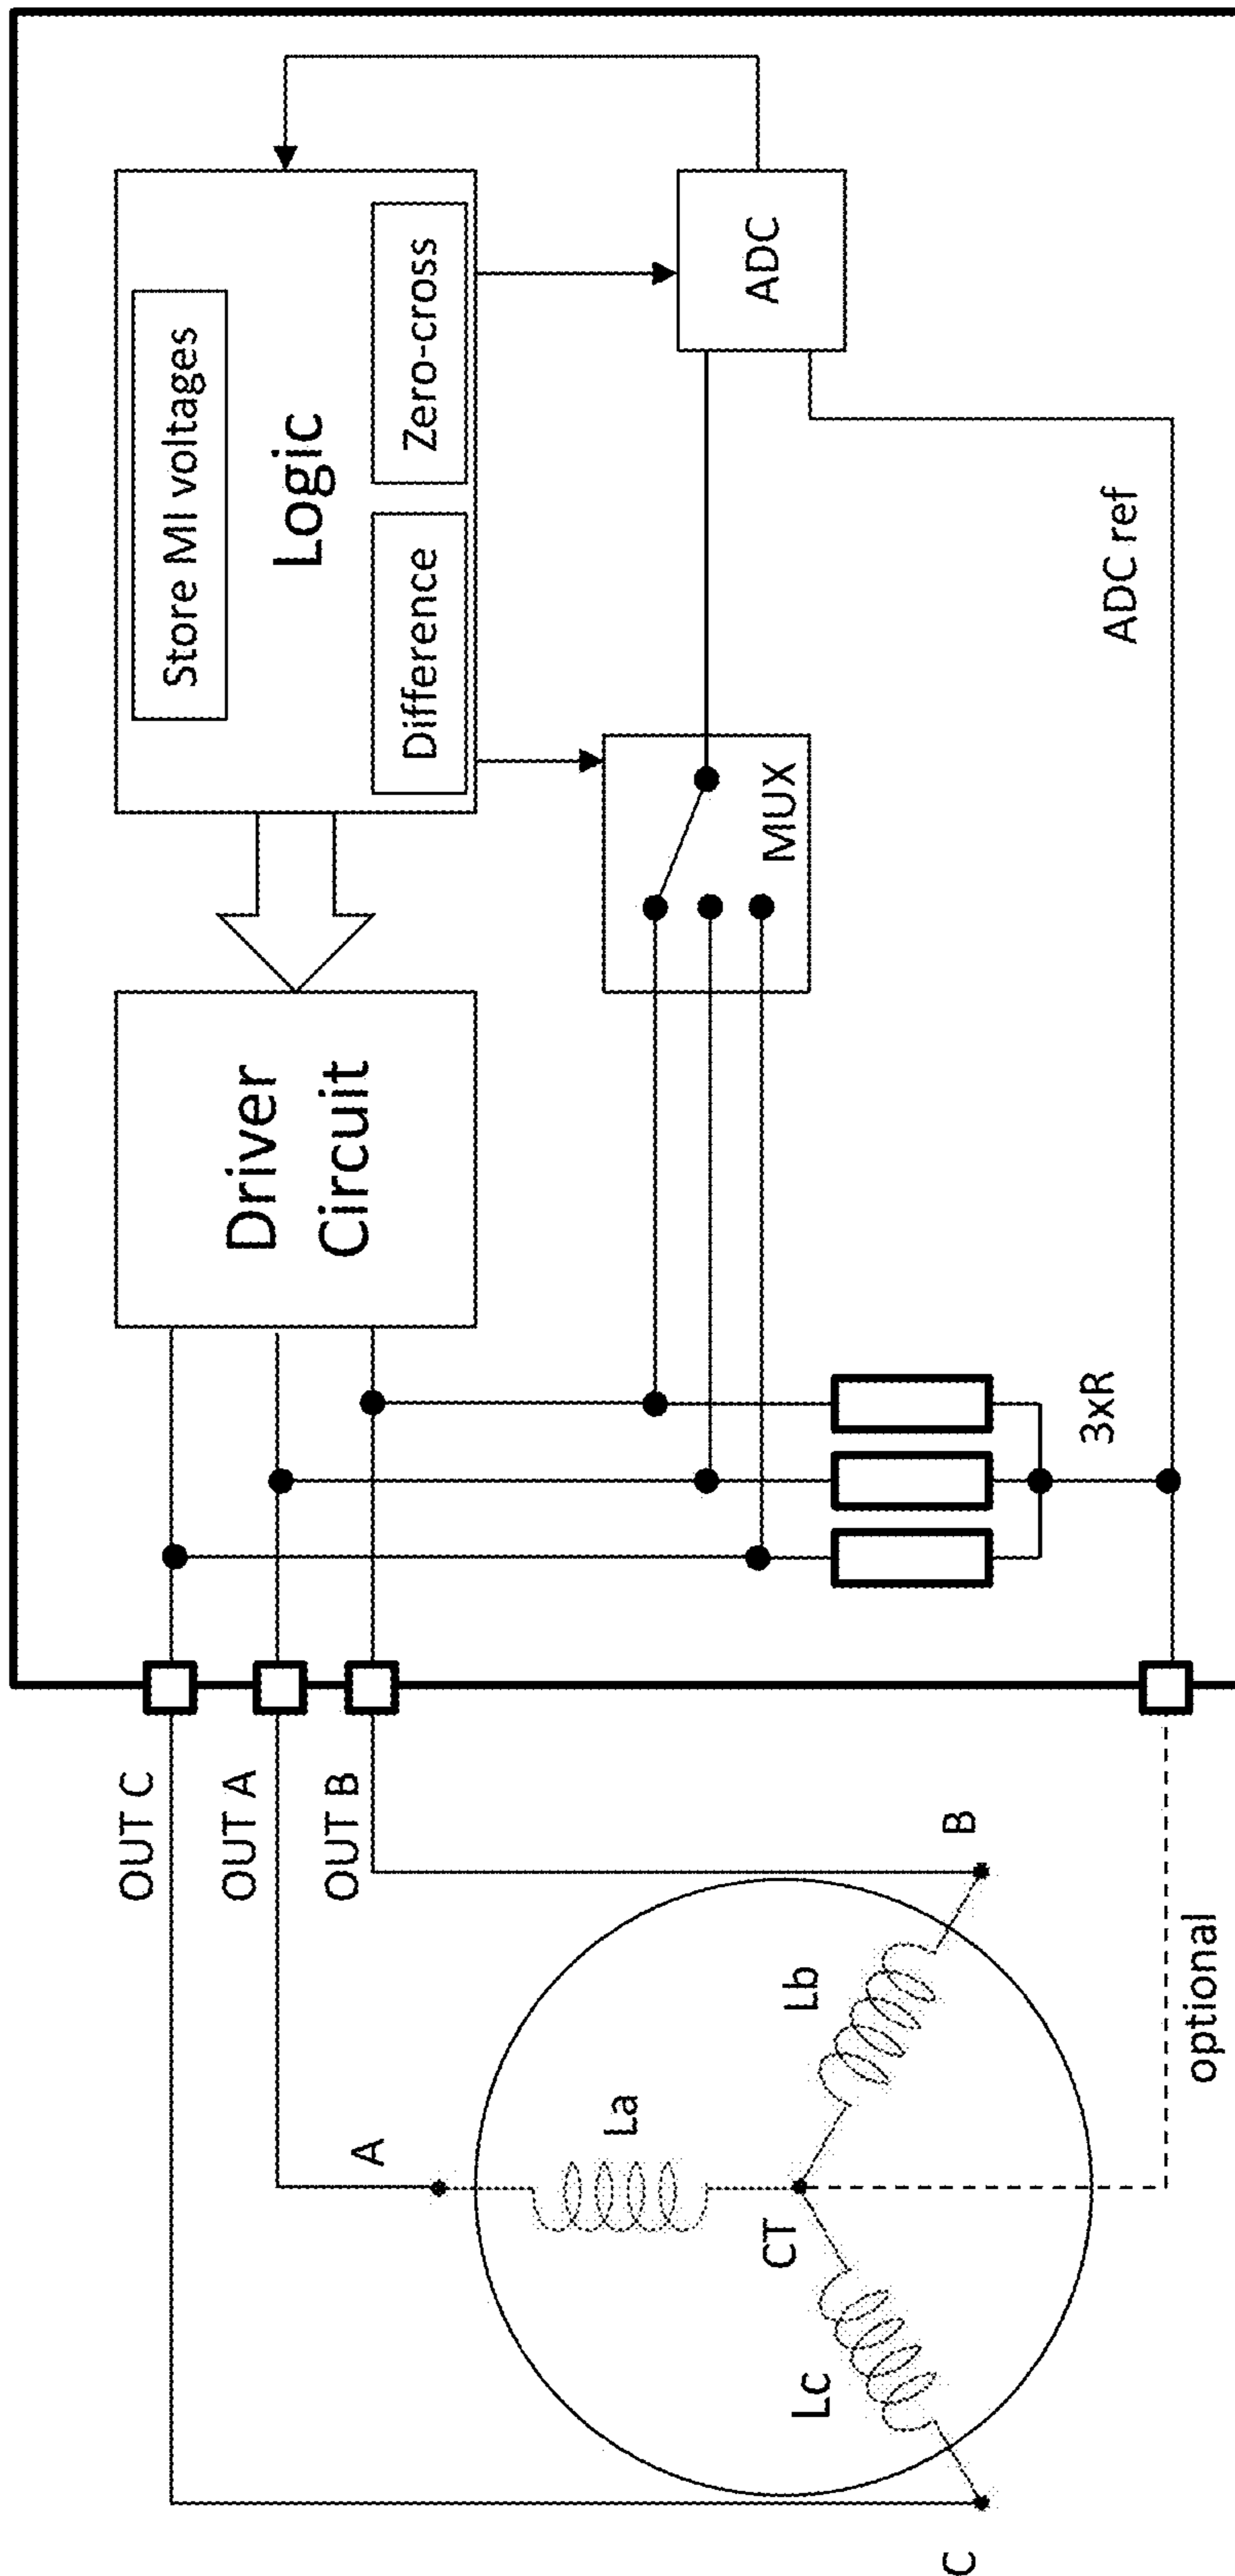 OUT C
OUT A
OUT B
A
La
CT
Lb
Lc
B
C
optional
Driver
Circuit
Store MI voltages
Logic
Difference
Zero-cross
MUX
ADC
3xR
ADC ref